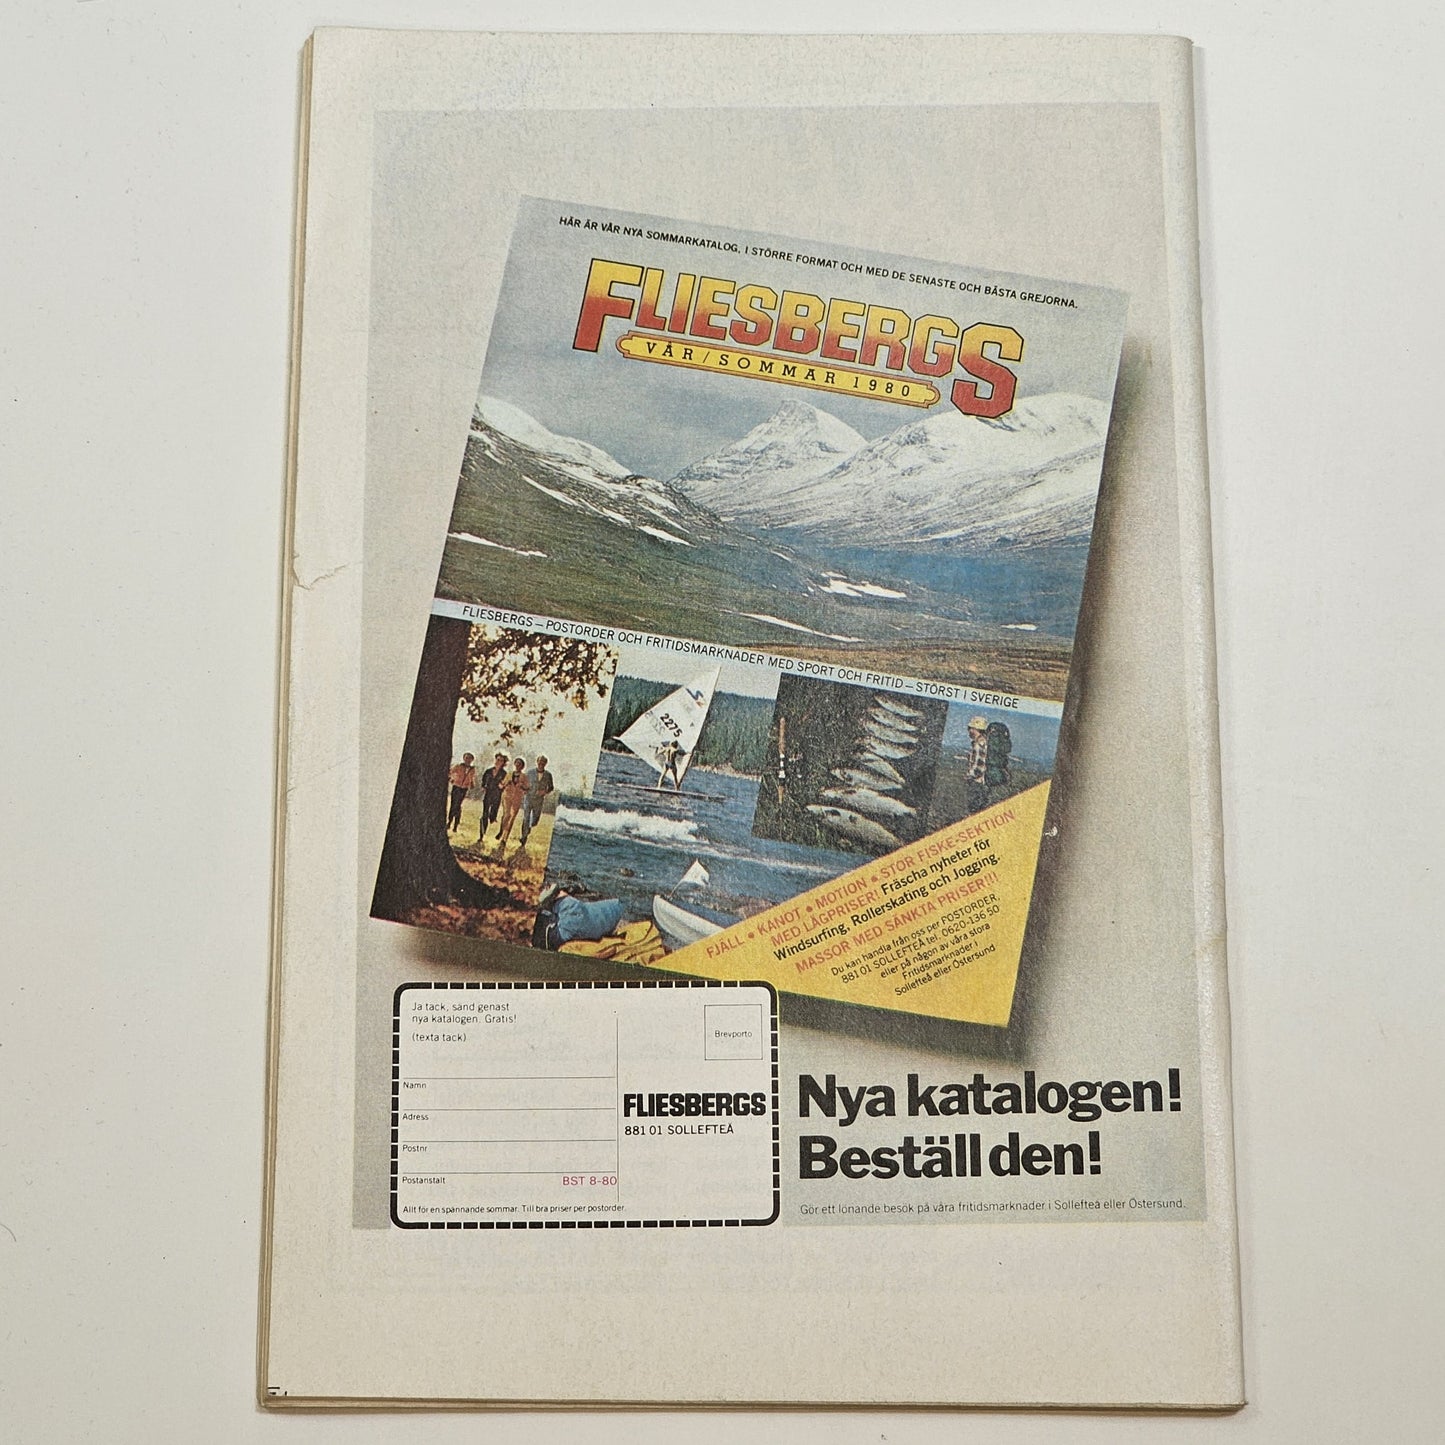 HÄR ÄR VÅR NYA SOMMARKATALOG, I STÖRRE FORMAT OCH MED DE SENASTE OCH BÄSTA GREJORNA.
FLIESBERGS
VÅR/SOMMAR 1980
FLIESBERGS – POSTORDER OCH FRITIDSMARKNADER MED SPORT OCH FRITID – STÖRST I SVERIGE
2275
FJÄLL • KANOT • MOTION • STOR FISKE-SEKTION
MED LÅGPRISER! Fräscha nyheter för
Windsurfing, Rollerskating och Jogging.
MASSOR MED SÄNKTA PRISER!!!
Du kan handla från oss per POSTORDER,
881 01 SOLLEFTEÅ tel. 0620-136 50
eller på någon av våra stora
Fritidsmarknader i
Sollefteå eller Östersund
Ja tack, sänd genast
nya katalogen. Gratis!
(texta tack)
Namn
Adress
Postnr
Postanstalt
BST 8-80
Allt för en spännande sommar. Till bra priser per postorder.
Brevporto
FLIESBERGS
881 01 SOLLEFTEÅ
Nya katalogen!
Beställ den!
Gör ett lönande besök på våra fritidsmarknader i Sollefteå eller Östersund.